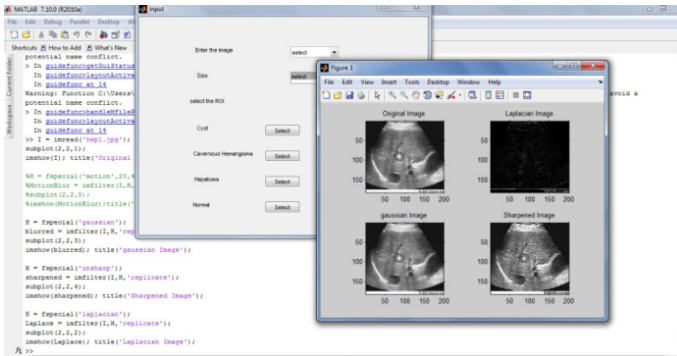 MATLAB 7.10.0 (R2010a)
File Edit Debug Parallel Desktop
Shortcuts How to Add What's New
potential name conflict.
> In guidefunc>getGuiStatus
In guidefunc>layoutActiv
In guidefunc at 14
Warning: Function C:\Users\
avoid a
potential name conflict.
In guidefunc>layoutActiv
In guidefunc at 14
>> I = imread('hep1.jpg');
subplot(2,2,1);
imshow(I); title('Original
%H = fspecial('motion',20,4
%MotionBlur = imfilter(I,H,
%subplot(2,2,5);
%imshow(MotionBlur);title('
H = fspecial('gaussian');
blurred = imfilter(I,H,'rep
subplot(2,2,3);
imshow(blurred); title('gaussian Image');
H = fspecial('unsharp');
sharpened = imfilter(I,H,'replicate');
subplot(2,2,4);
imshow(sharpened); title('Sharpened Image');
H = fspecial('laplacian');
Laplace = imfilter(I,H,'replicate');
subplot(2,2,2);
imshow(Laplace); title('Laplacian Image');
fx >>
Current Folder
Workspace
input
Enter the image select
Size select
select the ROI
Cyst Select
Cavernous Hemangioma Select
Hepatoma Select
Normal Select
Figure 1
File Edit View Insert Tools Desktop Window Help
Original Image
50
100
150
50 100 150 200
Laplacian Image
50
100
150
50 100 150 200
gaussian Image
50
100
150
50 100 150 200
Sharpened Image
50
100
150
50 100 150 200